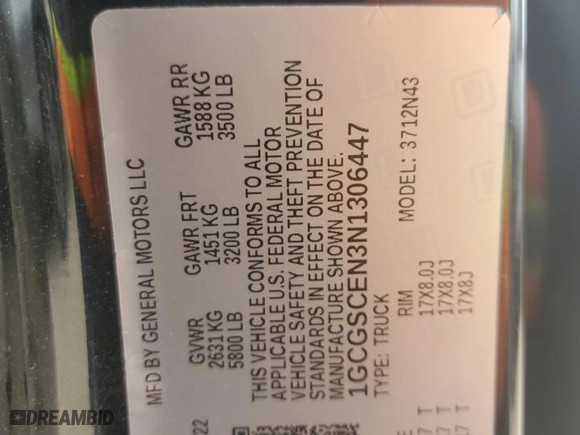 MFD BY GENERAL MOTORS LLC
GVWR GAWR FRT GAWR RR
2631 KG 1451 KG 1588 KG
5800 LB 3200 LB 3500 LB
THIS VEHICLE CONFORMS TO ALL
APPLICABLE U.S. FEDERAL MOTOR
VEHICLE SAFETY AND THEFT PREVENTION
STANDARDS IN EFFECT ON THE DATE OF
MANUFACTURE SHOWN ABOVE.
1GCGSCEN3N1306447
TYPE: TRUCK MODEL: 3712N43
RIM
17X8.0J
17X8.0J
17X8J
DREAMBID